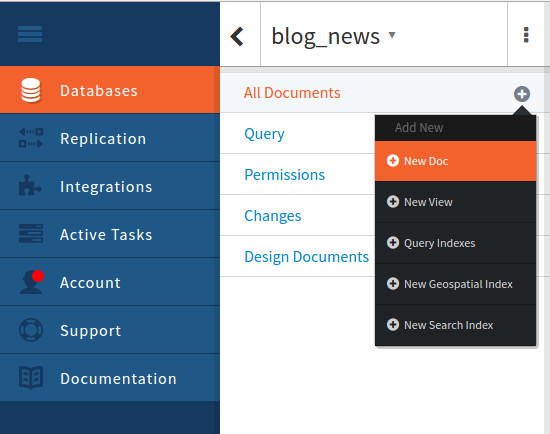 blog_news
Databases
Replication
Integrations
Active Tasks
Account
Support
Documentation
All Documents
Query
Permissions
Changes
Design Documents
Add New
New Doc
New View
Query Indexes
New Geospatial Index
New Search Index